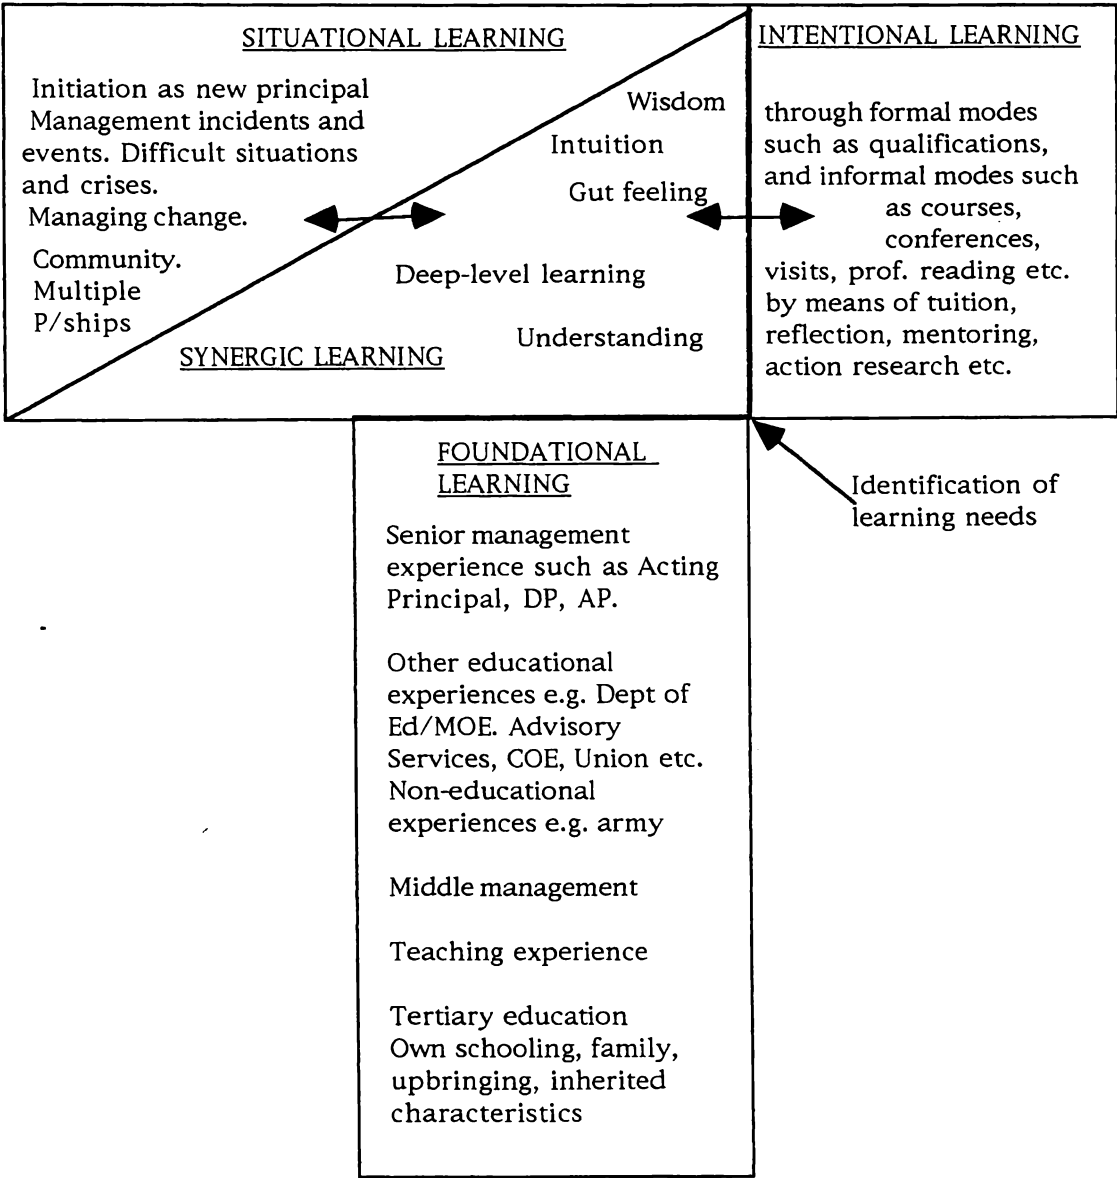 SITUATIONAL LEARNING
Initiation as new principal
Management incidents and
events. Difficult situations
and crises.
Managing change.
Community.
Multiple
P/ships
Wisdom
Intuition
Gut feeling
Deep-level learning
Understanding
SYNERGIC LEARNING
INTENTIONAL LEARNING
through formal modes
such as qualifications,
and informal modes such
as courses,
conferences,
visits, prof. reading etc.
by means of tuition,
reflection, mentoring,
action research etc.
Identification of
learning needs
FOUNDATIONAL
LEARNING
Senior management
experience such as Acting
Principal, DP, AP.
Other educational
experiences e.g. Dept of
Ed/MOE. Advisory
Services, COE, Union etc.
Non-educational
experiences e.g. army
Middle management
Teaching experience
Tertiary education
Own schooling, family,
upbringing, inherited
characteristics